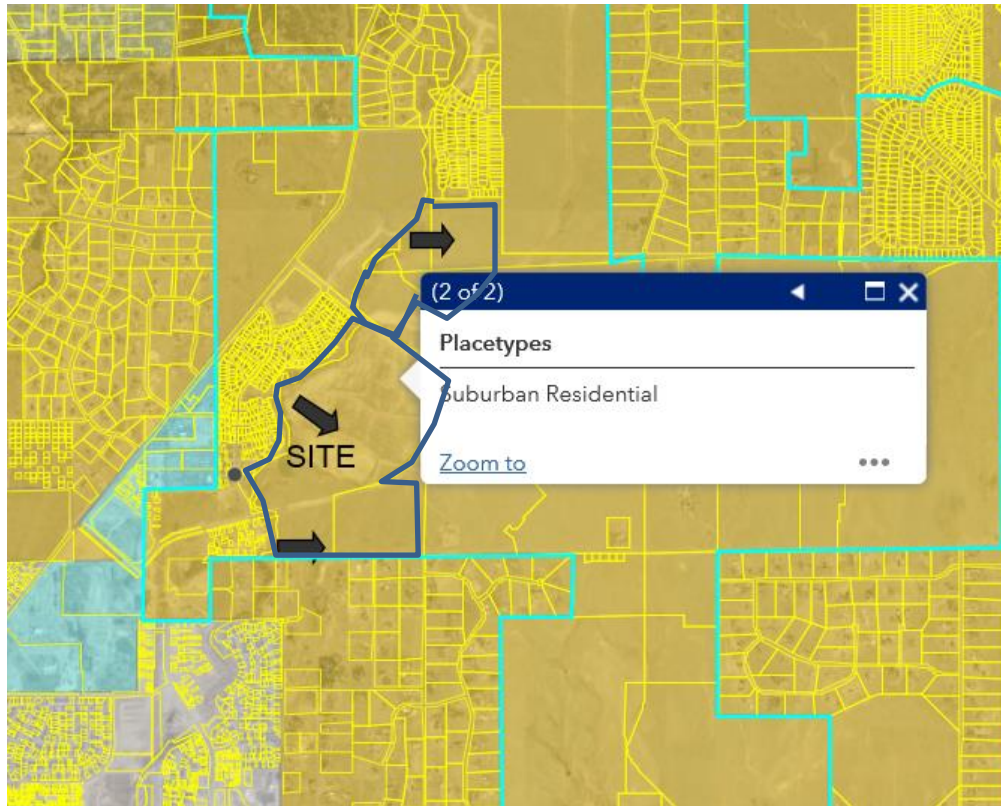 (2 of 2)
Placetypes
Suburban Residential
SITE
Zoom to